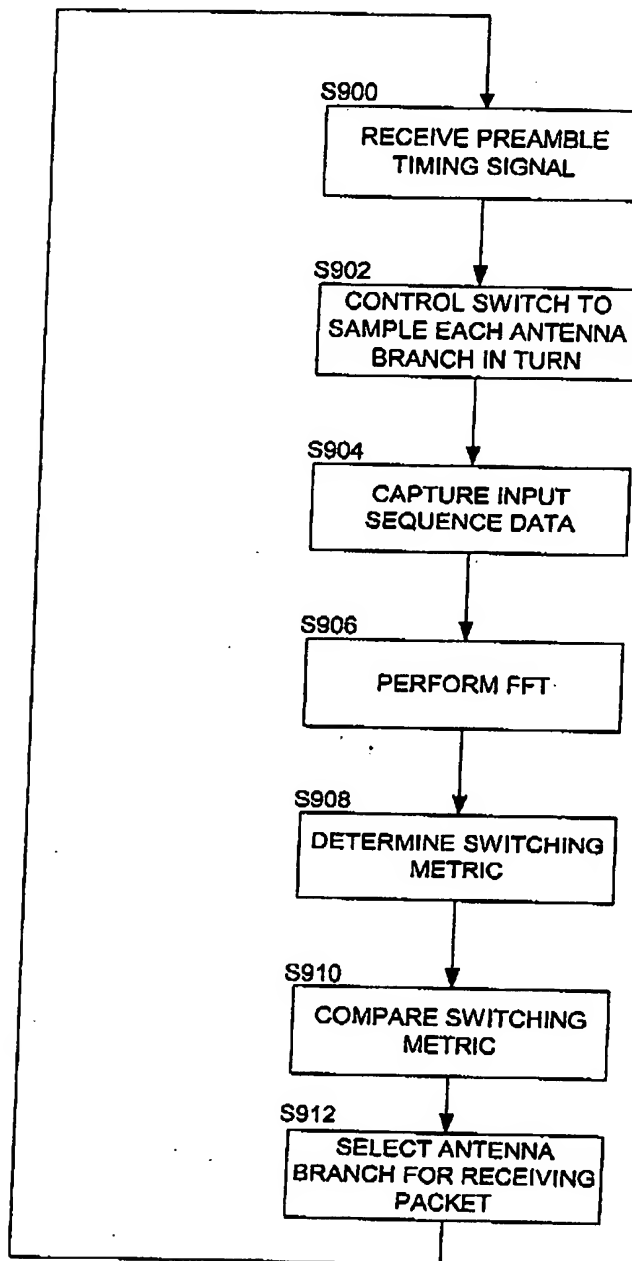 S900
RECEIVE PREAMBLE
TIMING SIGNAL
S902
CONTROL SWITCH TO
SAMPLE EACH ANTENNA
BRANCH IN TURN
S904
CAPTURE INPUT
SEQUENCE DATA
S906
PERFORM FFT
S908
DETERMINE SWITCHING
METRIC
S910
COMPARE SWITCHING
METRIC
S912
SELECT ANTENNA
BRANCH FOR RECEIVING
PACKET